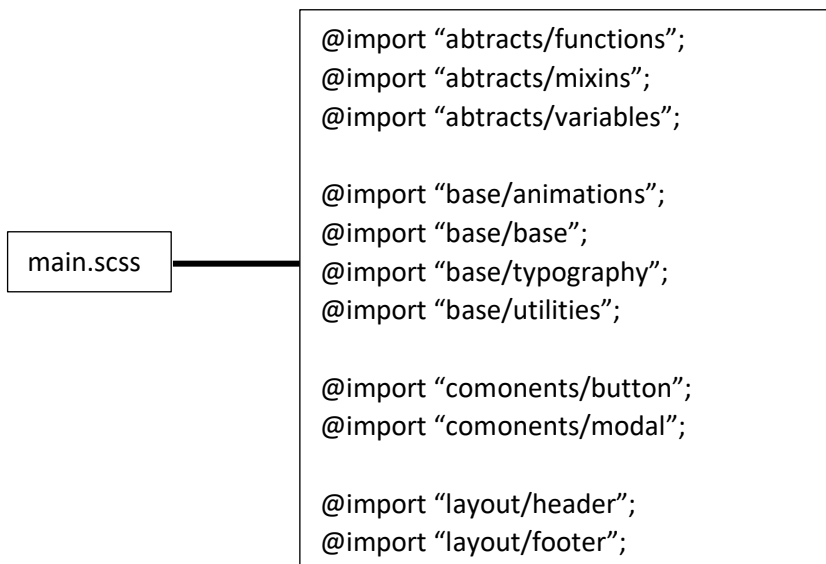 @import “abtracts/functions”;
@import “abtracts/mixins”;
@import “abtracts/variables”;
@import “base/animations”;
@import “base/base”;
main.scss
@import “base/typography”;
@import “base/utilities”;
@import “comonents/button”;
@import “comonents/modal”;
@import “layout/header”;
@import “layout/footer”;